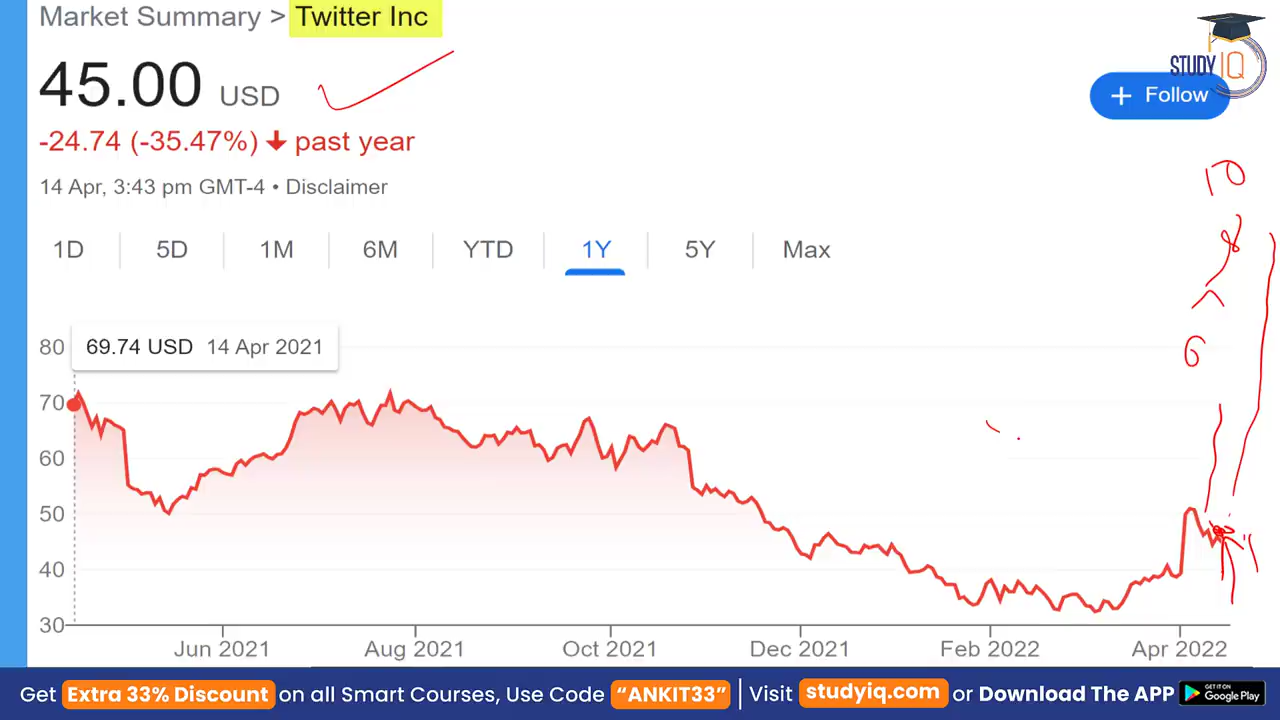 Market Summary > Twitter Inc
STUDY IQ
45.00 USD
+ Follow
-24.74 (-35.47%) ↓ past year
14 Apr, 3:43 pm GMT-4 • Disclaimer
10
8
7
6
1D 5D 1M 6M YTD 1Y 5Y Max
69.74 USD 14 Apr 2021
80
70
60
50
40
30
Jun 2021 Aug 2021 Oct 2021 Dec 2021 Feb 2022 Apr 2022
Get Extra 33% Discount on all Smart Courses, Use Code “ANKIT33” | Visit studyiq.com or Download The APP GET IT ON Google Play